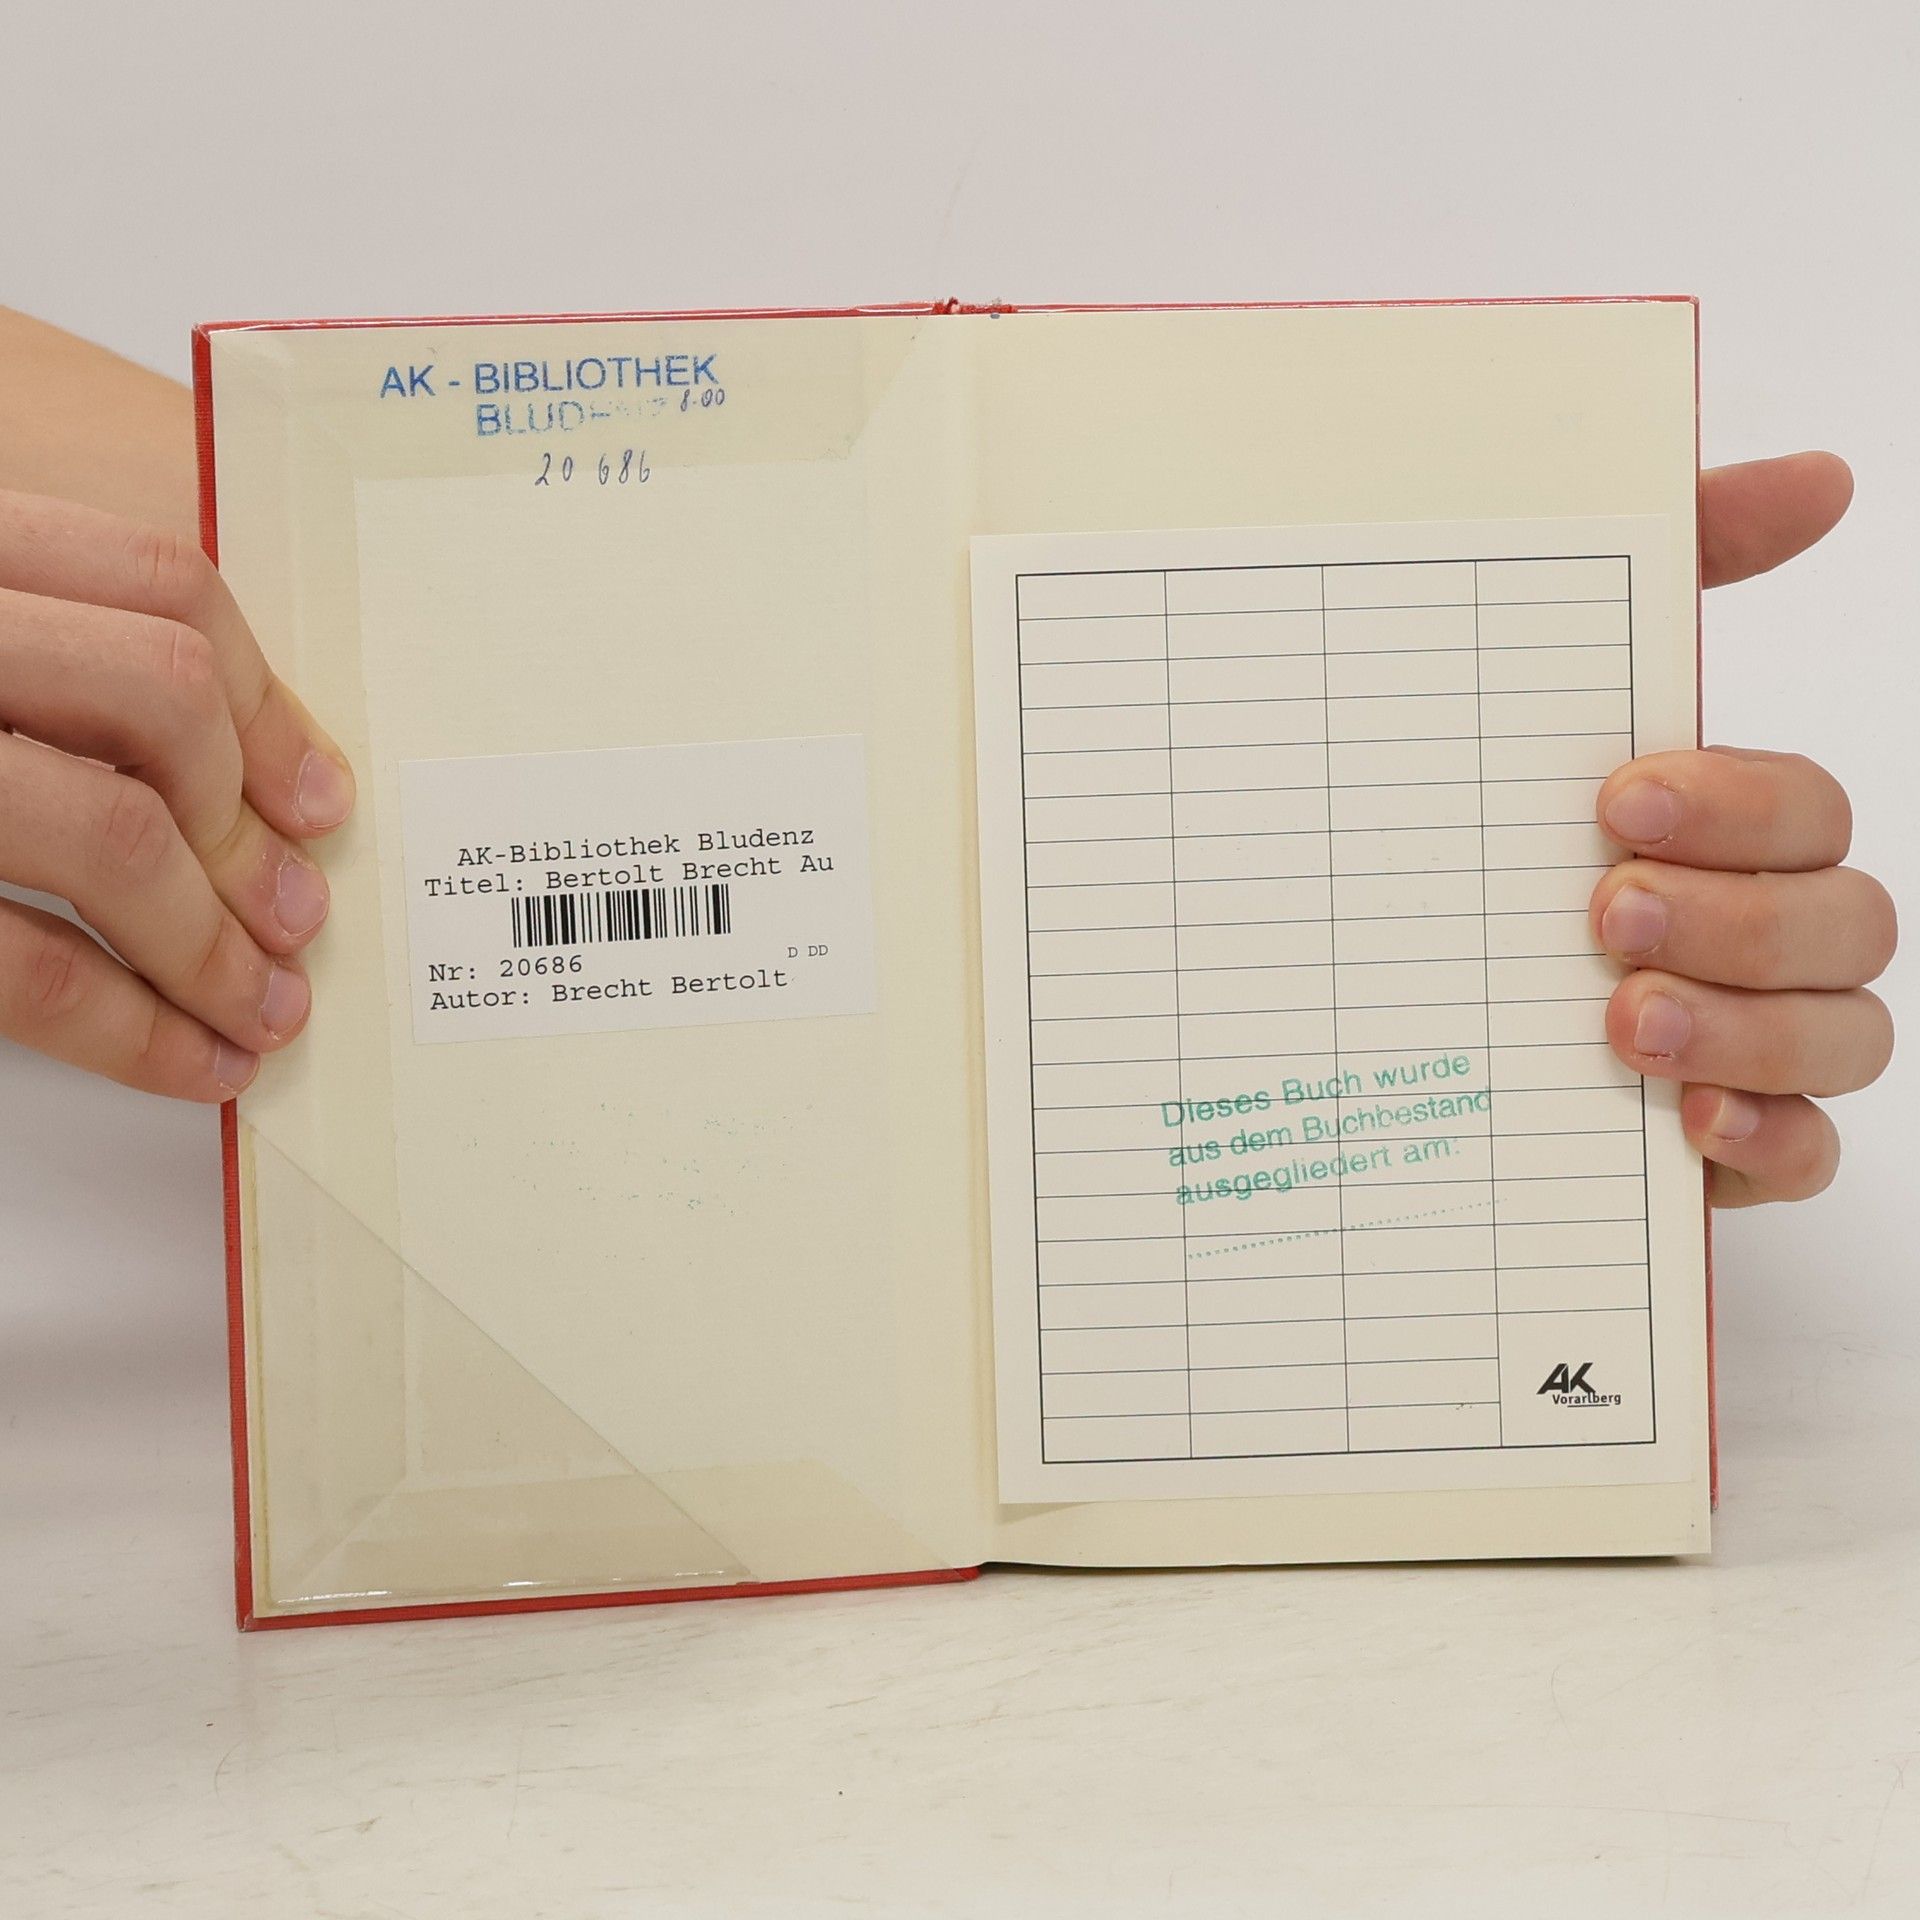 AK - BIBLIOTHEK
BLUDENZ 8.00
20 686
AK-Bibliothek Bludenz
Titel: Bertolt Brecht Au
D DD
Nr: 20686
Autor: Brecht Bertolt
Dieses Buch wurde
aus dem Buchbestand
ausgegliedert am:
AK
Vorarlberg